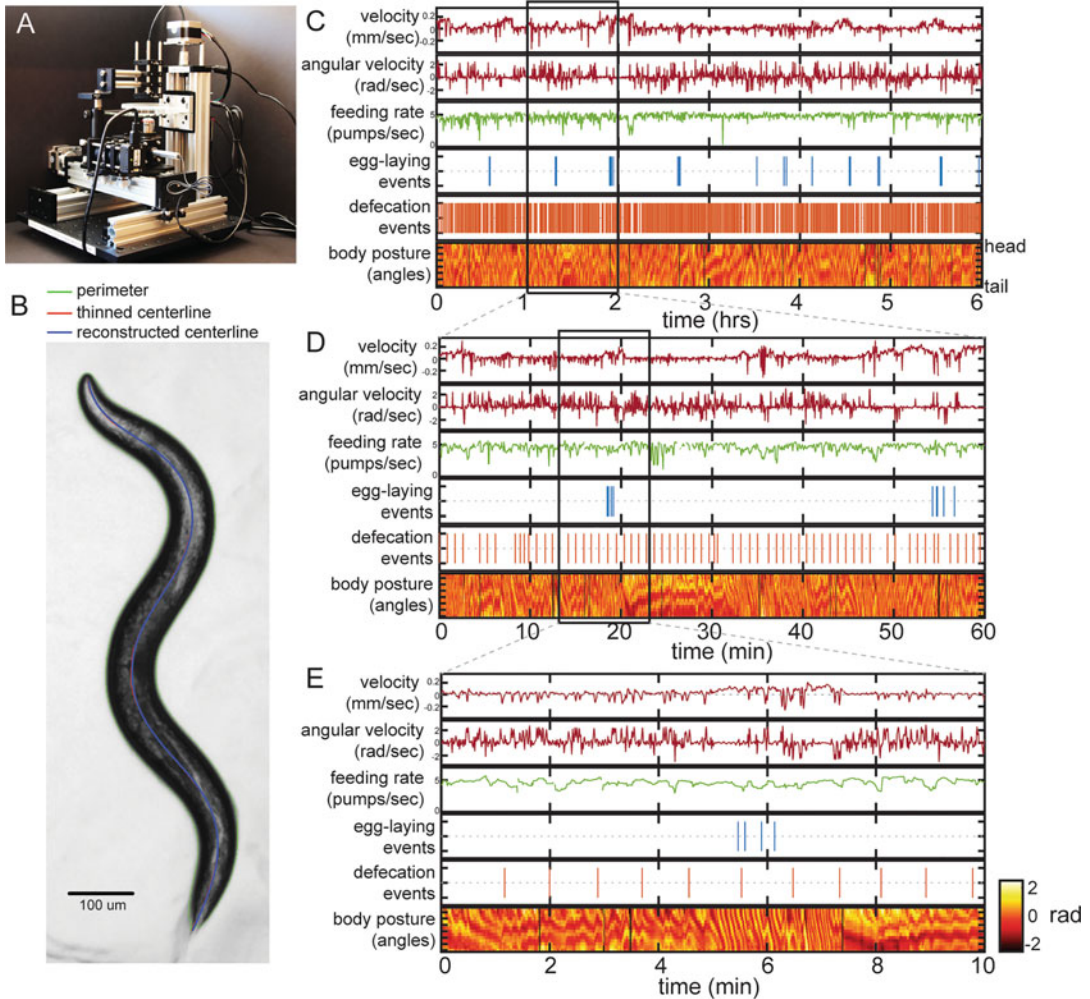 A
B
perimeter
thinned centerline
reconstructed centerline
100 um
C
velocity
(mm/sec)
0.2
0
-0.2
angular velocity
(rad/sec)
2
0
-2
feeding rate
(pumps/sec)
5
0
egg-laying
events
defecation
events
body posture
(angles)
head
tail
0 1 2 3 4 5 6
time (hrs)
D
velocity
(mm/sec)
0.2
0
-0.2
angular velocity
(rad/sec)
2
0
-2
feeding rate
(pumps/sec)
5
0
egg-laying
events
defecation
events
body posture
(angles)
0 10 20 30 40 50 60
time (min)
E
velocity
(mm/sec)
0.2
0
-0.2
angular velocity
(rad/sec)
2
0
-2
feeding rate
(pumps/sec)
5
0
egg-laying
events
defecation
events
body posture
(angles)
0 2 4 6 8 10
time (min)
2
0
-2
rad